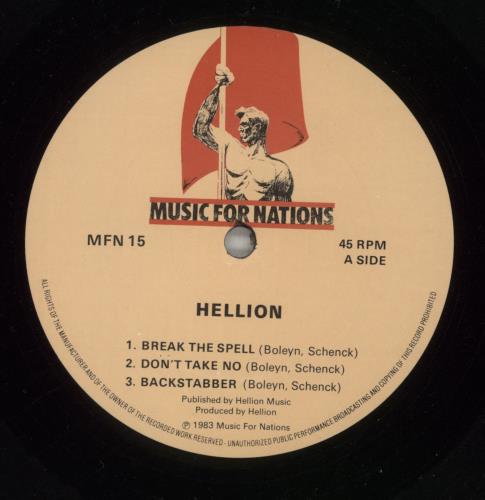 MUSIC FOR NATIONS
MFN 15
45 RPM
A SIDE
HELLION
1. BREAK THE SPELL (Boleyn, Schenck)
2. DON'T TAKE NO (Boleyn, Schenck)
3. BACKSTABBER (Boleyn, Schenck)
Published by Hellion Music
Produced by Hellion
℗ 1983 Music For Nations
ALL RIGHTS OF THE MANUFACTURER AND OF THE OWNER OF THE RECORDED WORK RESERVED - UNAUTHORIZED PUBLIC PERFORMANCE BROADCASTING AND COPYING OF THIS RECORD PROHIBITED